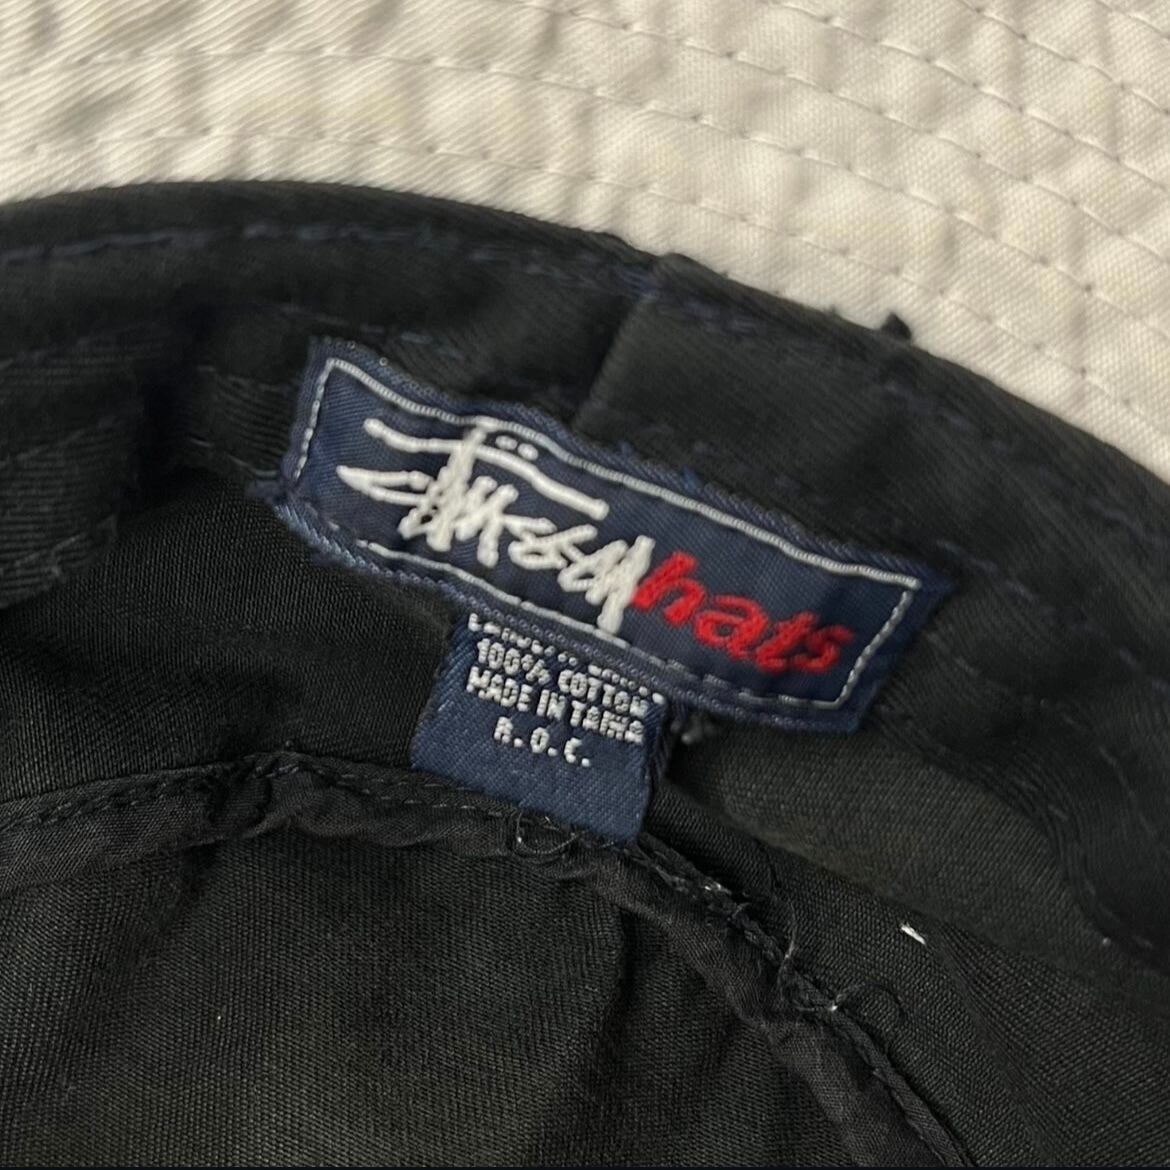 Stüssy hats
100% COTTON
MADE IN TAIWAN
R.O.C.